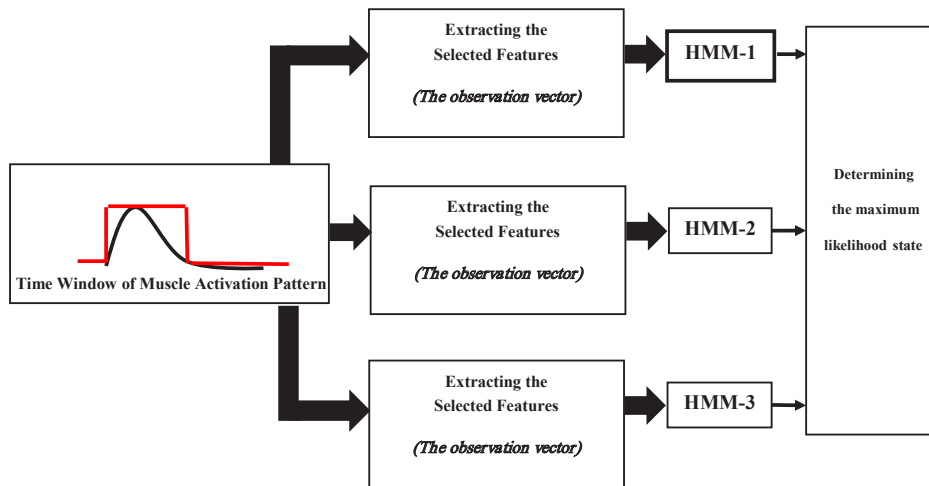 Extracting the
Selected Features
(The observation vector)
HMM-1
Time Window of Muscle Activation Pattern
Extracting the
Selected Features
(The observation vector)
HMM-2
Extracting the
Selected Features
(The observation vector)
HMM-3
Determining
the maximum
likelihood state